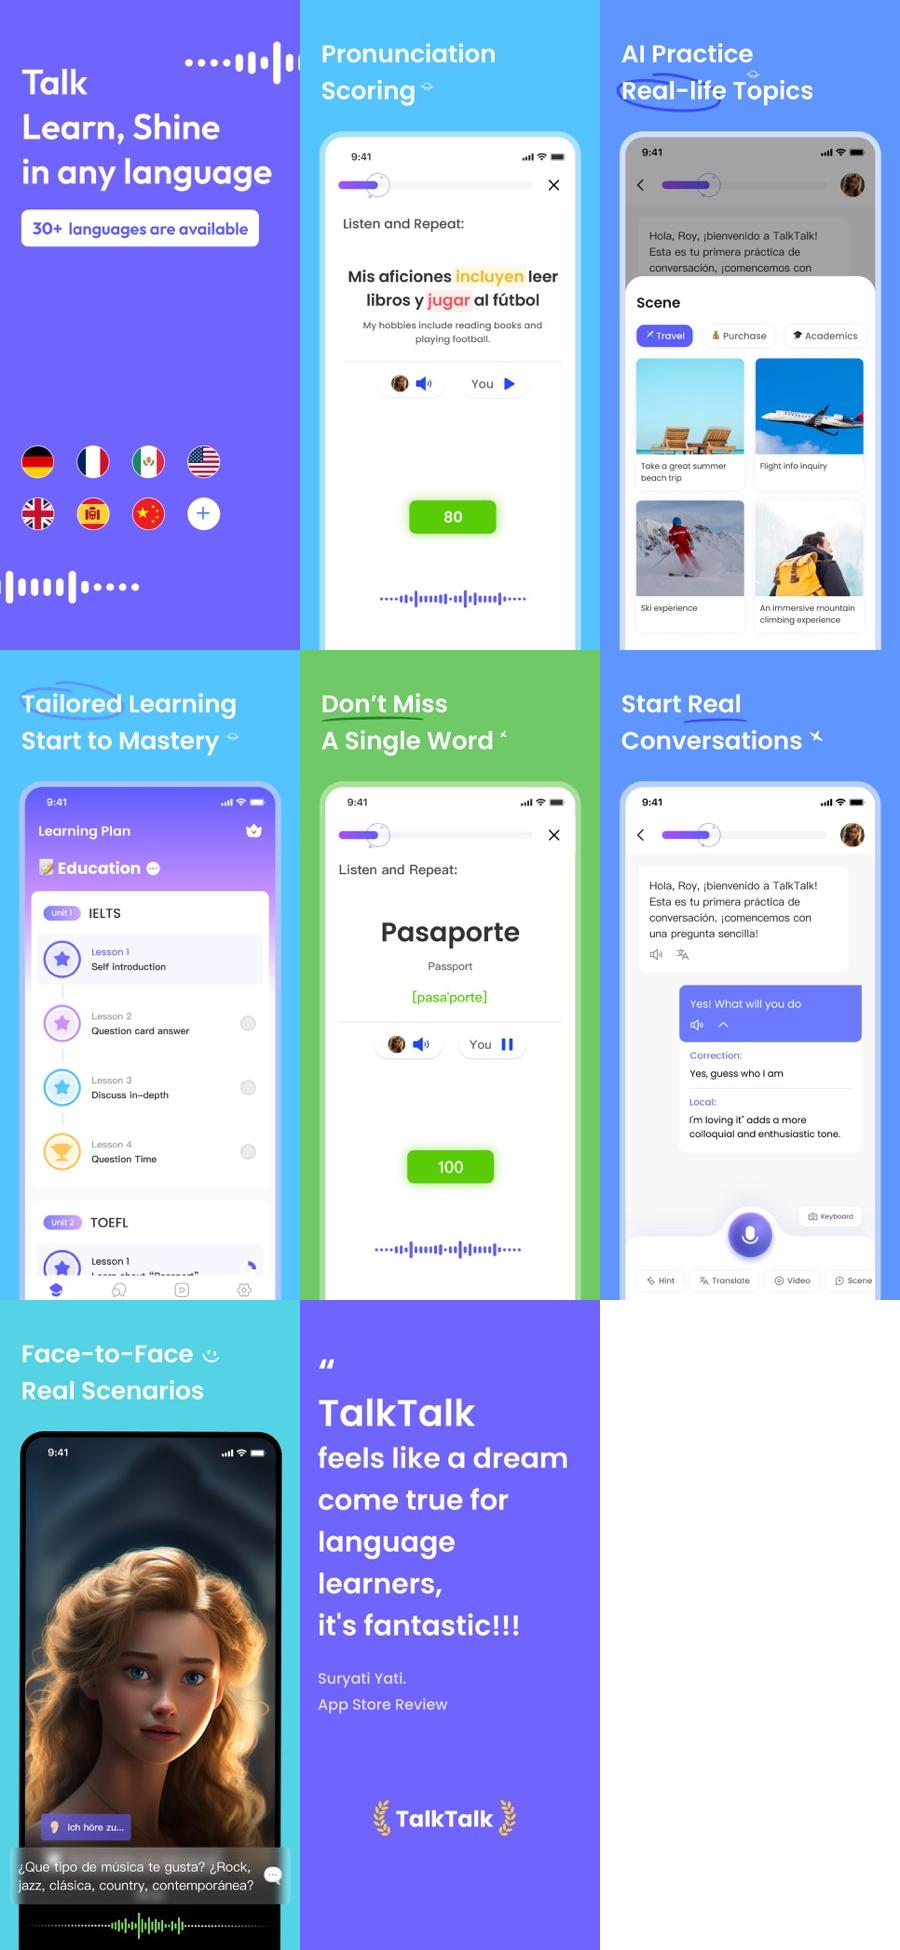 Talk
Learn, Shine
in any language
30+ languages are available
Pronunciation
Scoring
9:41
Listen and Repeat:
Mis aficiones incluyen leer
libros y jugar al fútbol
My hobbies include reading books and
playing football.
You
80
AI Practice
Real-life Topics
9:41
Hola, Roy, ¡bienvenido a TalkTalk!
Esta es tu primera práctica de
conversación, ¡comencemos con
Scene
Travel
Purchase
Academics
Take a great summer
beach trip
Flight info inquiry
Ski experience
An immersive mountain
climbing experience
Tailored Learning
Start to Mastery
9:41
Learning Plan
Education
Unit 1 IELTS
Lesson 1
Self introduction
Lesson 2
Question card answer
Lesson 3
Discuss in-depth
Lesson 4
Question Time
Unit 2 TOEFL
Lesson 1
Learn about "Passport"
Don't Miss
A Single Word
9:41
Listen and Repeat:
Pasaporte
Passport
[pasa'porte]
You
100
Start Real
Conversations
9:41
Hola, Roy, ¡bienvenido a TalkTalk!
Esta es tu primera práctica de
conversación, ¡comencemos con
una pregunta sencilla!
Yes! What will you do
Correction:
Yes, guess who I am
Local:
I'm loving it" adds a more
colloquial and enthusiastic tone.
Keyboard
Hint
Translate
Video
Scene
Face-to-Face
Real Scenarios
9:41
Ich höre zu...
¿Que tipo de música te gusta? ¿Rock,
jazz, clásica, country, contemporánea?
“
TalkTalk
feels like a dream
come true for
language
learners,
it's fantastic!!!
Suryati Yati.
App Store Review
TalkTalk